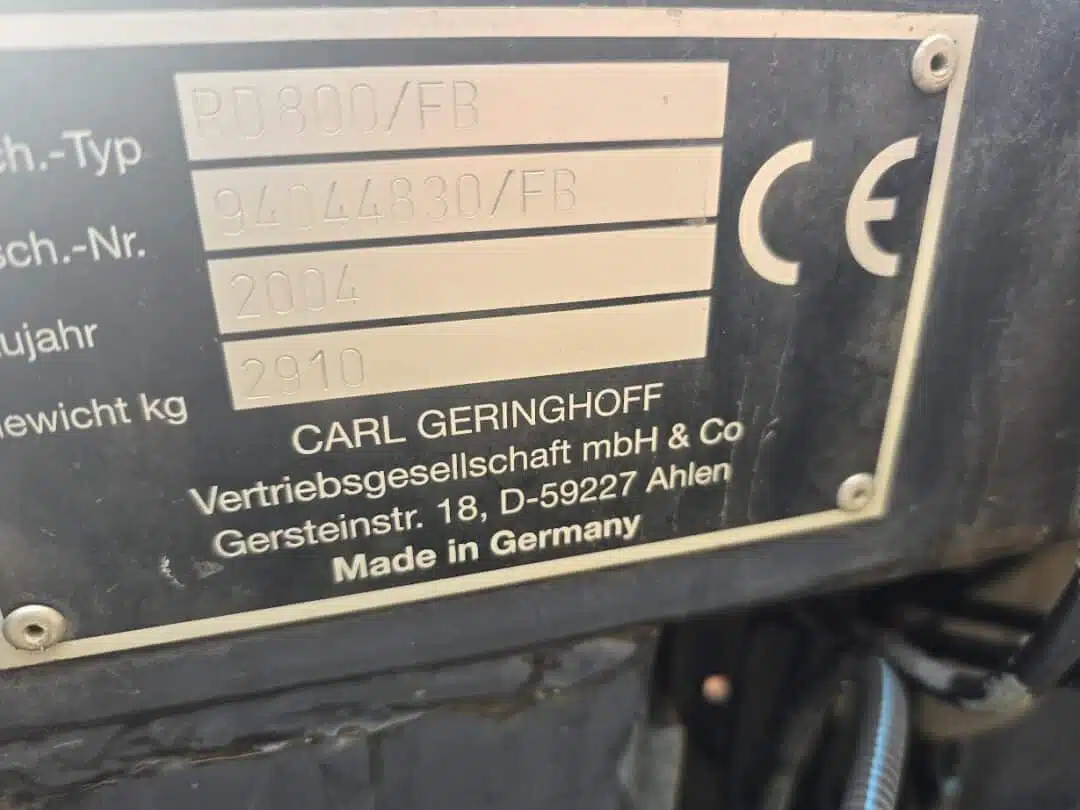 ch.-Typ RD800/FB
sch.-Nr. 94044830/FB
ujahr 2004
ewicht kg 2910
CE
CARL GERINGHOFF
Vertriebsgesellschaft mbH & Co
Gersteinstr. 18, D-59227 Ahlen
Made in Germany